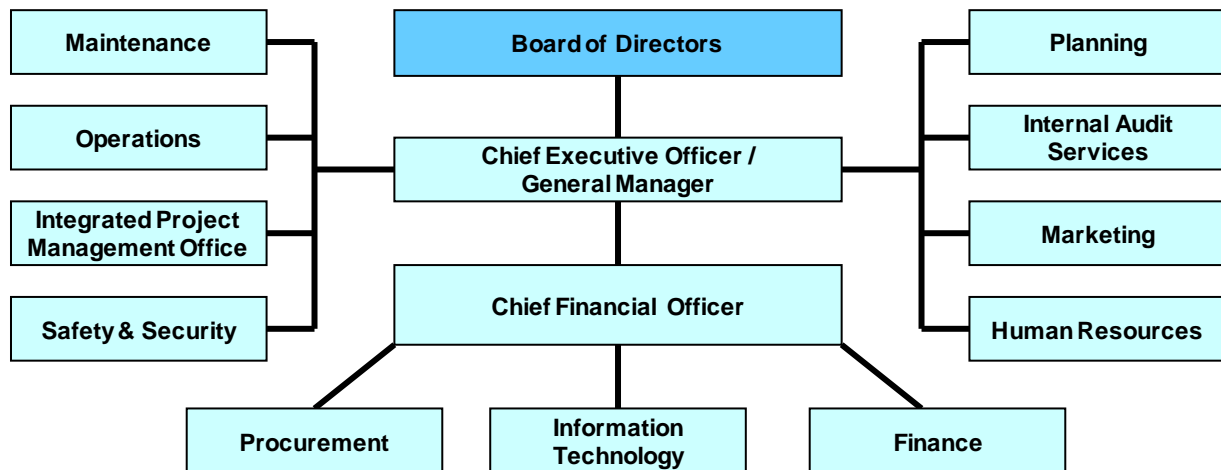 Maintenance
Board of Directors
Planning
Operations
Internal Audit
Services
Chief Executive Officer /
General Manager
Integrated Project
Management Office
Marketing
Chief Financial Officer
Safety & Security
Human Resources
Procurement
Information
Technology
Finance